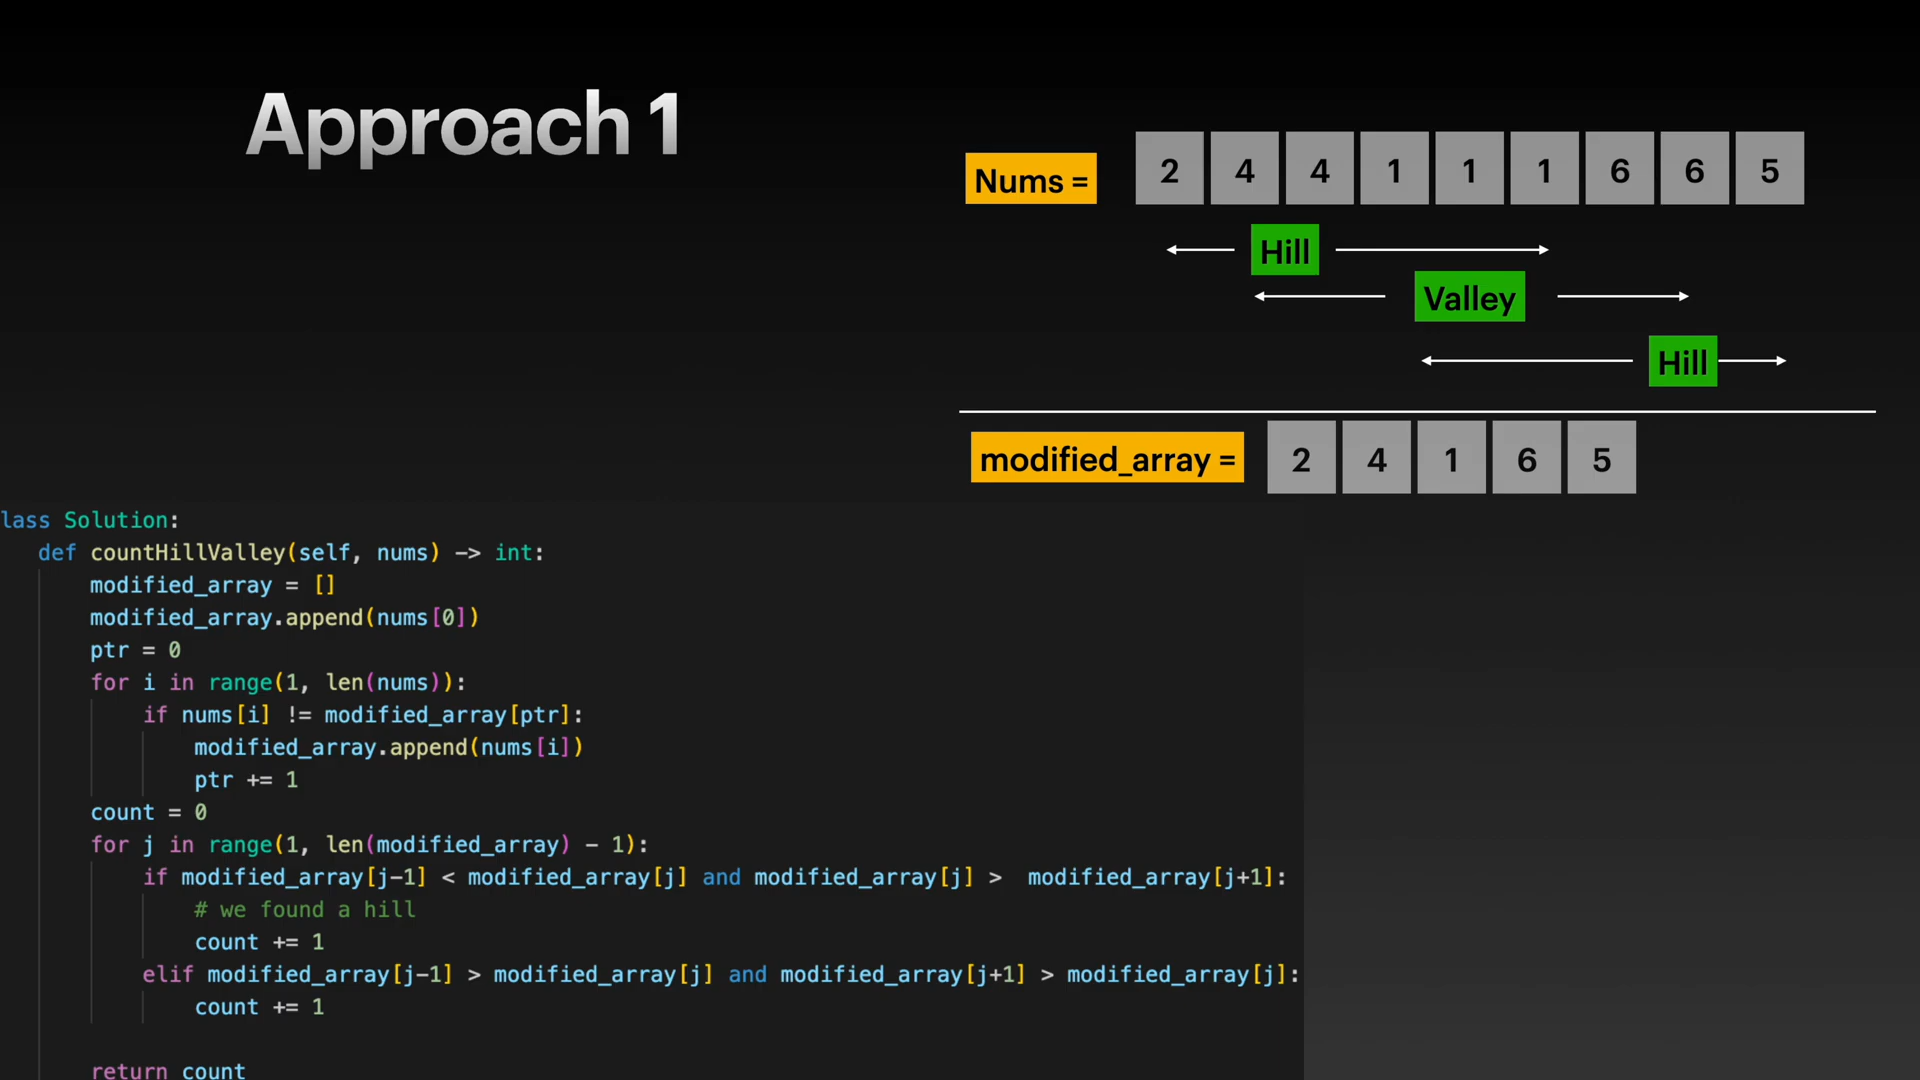 Approach 1
Nums =
2 4 4 1 1 1 6 6 5
Hill
Valley
Hill
modified_array =
2 4 1 6 5
lass Solution:
def countHillValley(self, nums) -> int:
modified_array = []
modified_array.append(nums[0])
ptr = 0
for i in range(1, len(nums)):
if nums[i] != modified_array[ptr]:
modified_array.append(nums[i])
ptr += 1
count = 0
for j in range(1, len(modified_array) - 1):
if modified_array[j-1] < modified_array[j] and modified_array[j] >  modified_array[j+1]:
# we found a hill
count += 1
elif modified_array[j-1] > modified_array[j] and modified_array[j+1] > modified_array[j]:
count += 1
return count